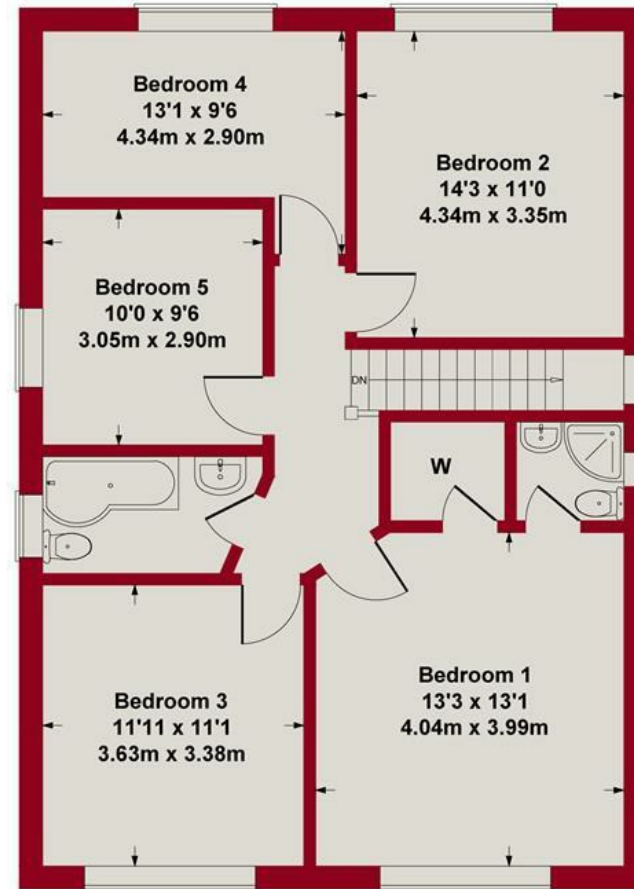 Bedroom 4
13'1 x 9'6
4.34m x 2.90m
Bedroom 2
14'3 x 11'0
4.34m x 3.35m
Bedroom 5
10'0 x 9'6
3.05m x 2.90m
DN
W
Bedroom 3
11'11 x 11'1
3.63m x 3.38m
Bedroom 1
13'3 x 13'1
4.04m x 3.99m